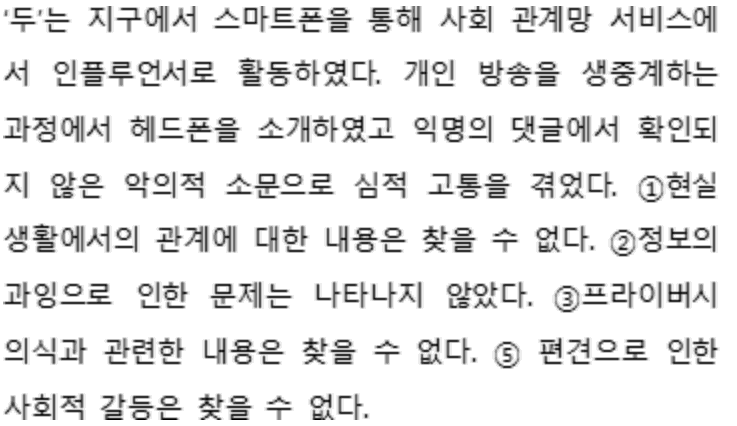 ‘두’는 지구에서 스마트폰을 통해 사회 관계망 서비스에
서 인플루언서로 활동하였다. 개인 방송을 생중계하는
과정에서 헤드폰을 소개하였고 익명의 댓글에서 확인되
지 않은 악의적 소문으로 심적 고통을 겪었다. ①현실
생활에서의 관계에 대한 내용은 찾을 수 없다. ②정보의
과잉으로 인한 문제는 나타나지 않았다. ③프라이버시
의식과 관련한 내용은 찾을 수 없다. ⑤ 편견으로 인한
사회적 갈등은 찾을 수 없다.